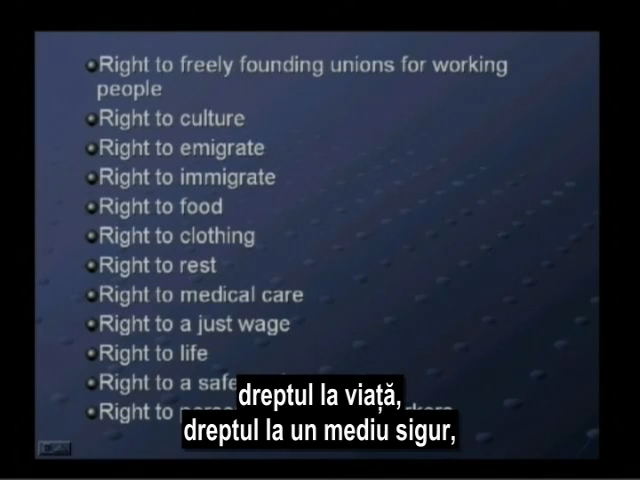 Right to freely founding unions for working
people
Right to culture
Right to emigrate
Right to immigrate
Right to food
Right to clothing
Right to rest
Right to medical care
Right to a just wage
Right to life
Right to a safe
Right to
dreptul la viață,
dreptul la un mediu sigur,